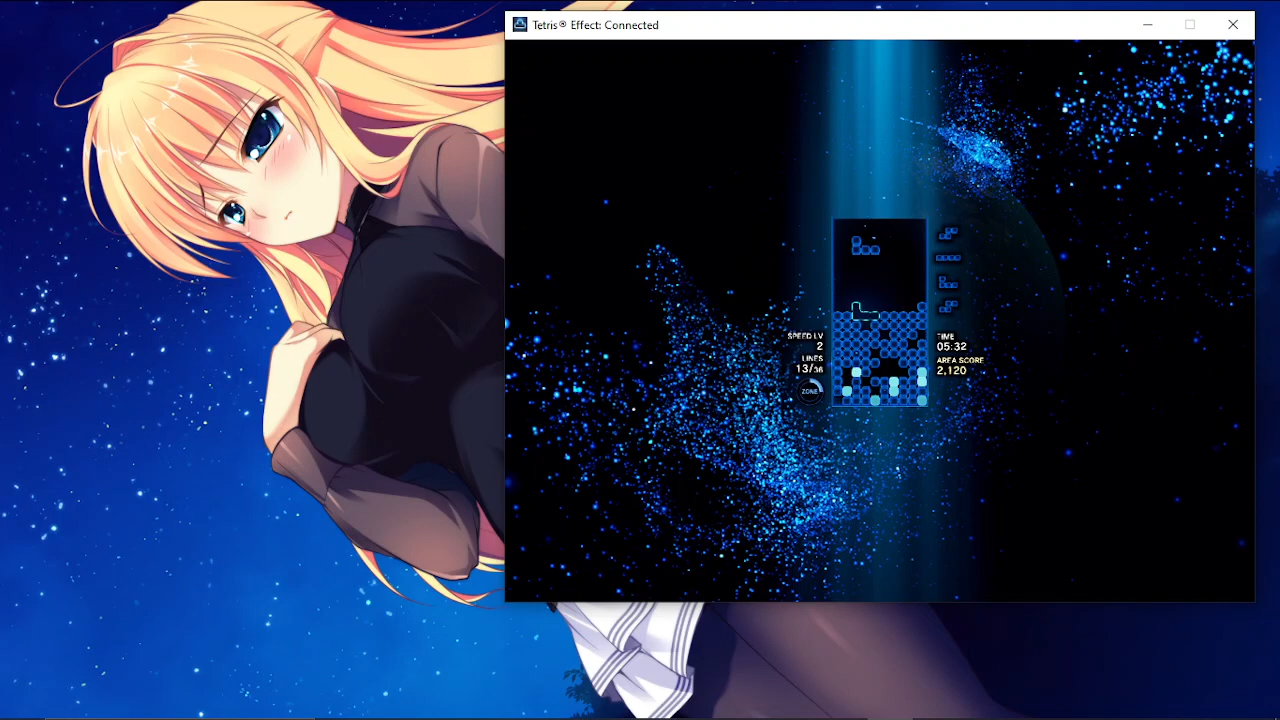 Tetris® Effect: Connected
SPEED LV
2
LINES
13/36
ZONE
TIME
05:32
AREA SCORE
2,120